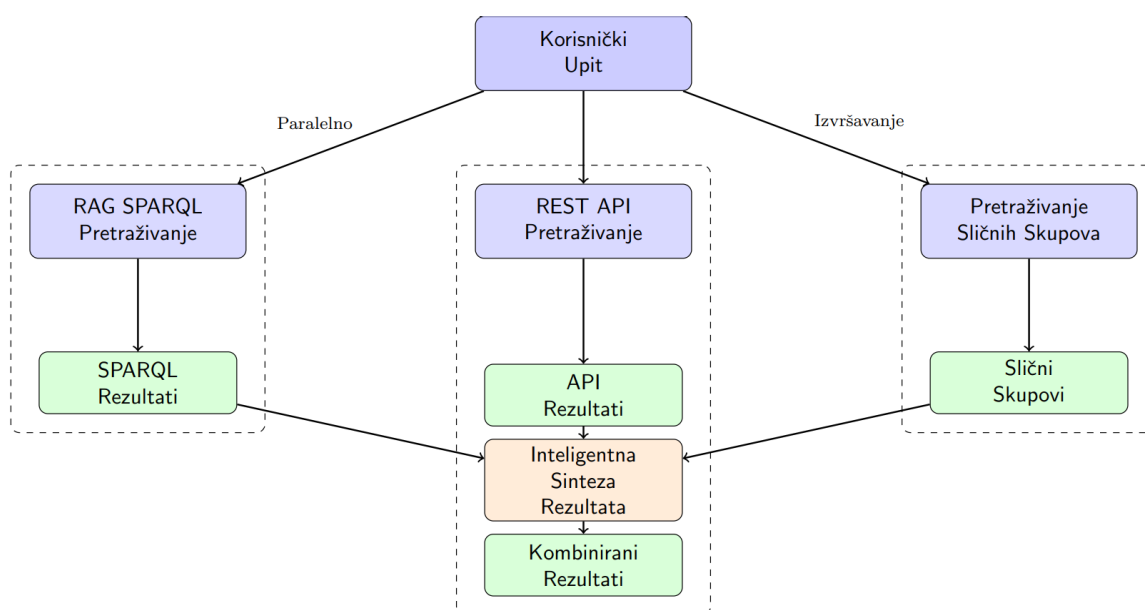 Korisnički
Upit
Paralelno
Izvršavanje
RAG SPARQL
Pretraživanje
REST API
Pretraživanje
Pretraživanje
Sličnih Skupova
SPARQL
Rezultati
API
Rezultati
Slični
Skupovi
Inteligentna
Sinteza
Rezultata
Kombinirani
Rezultati